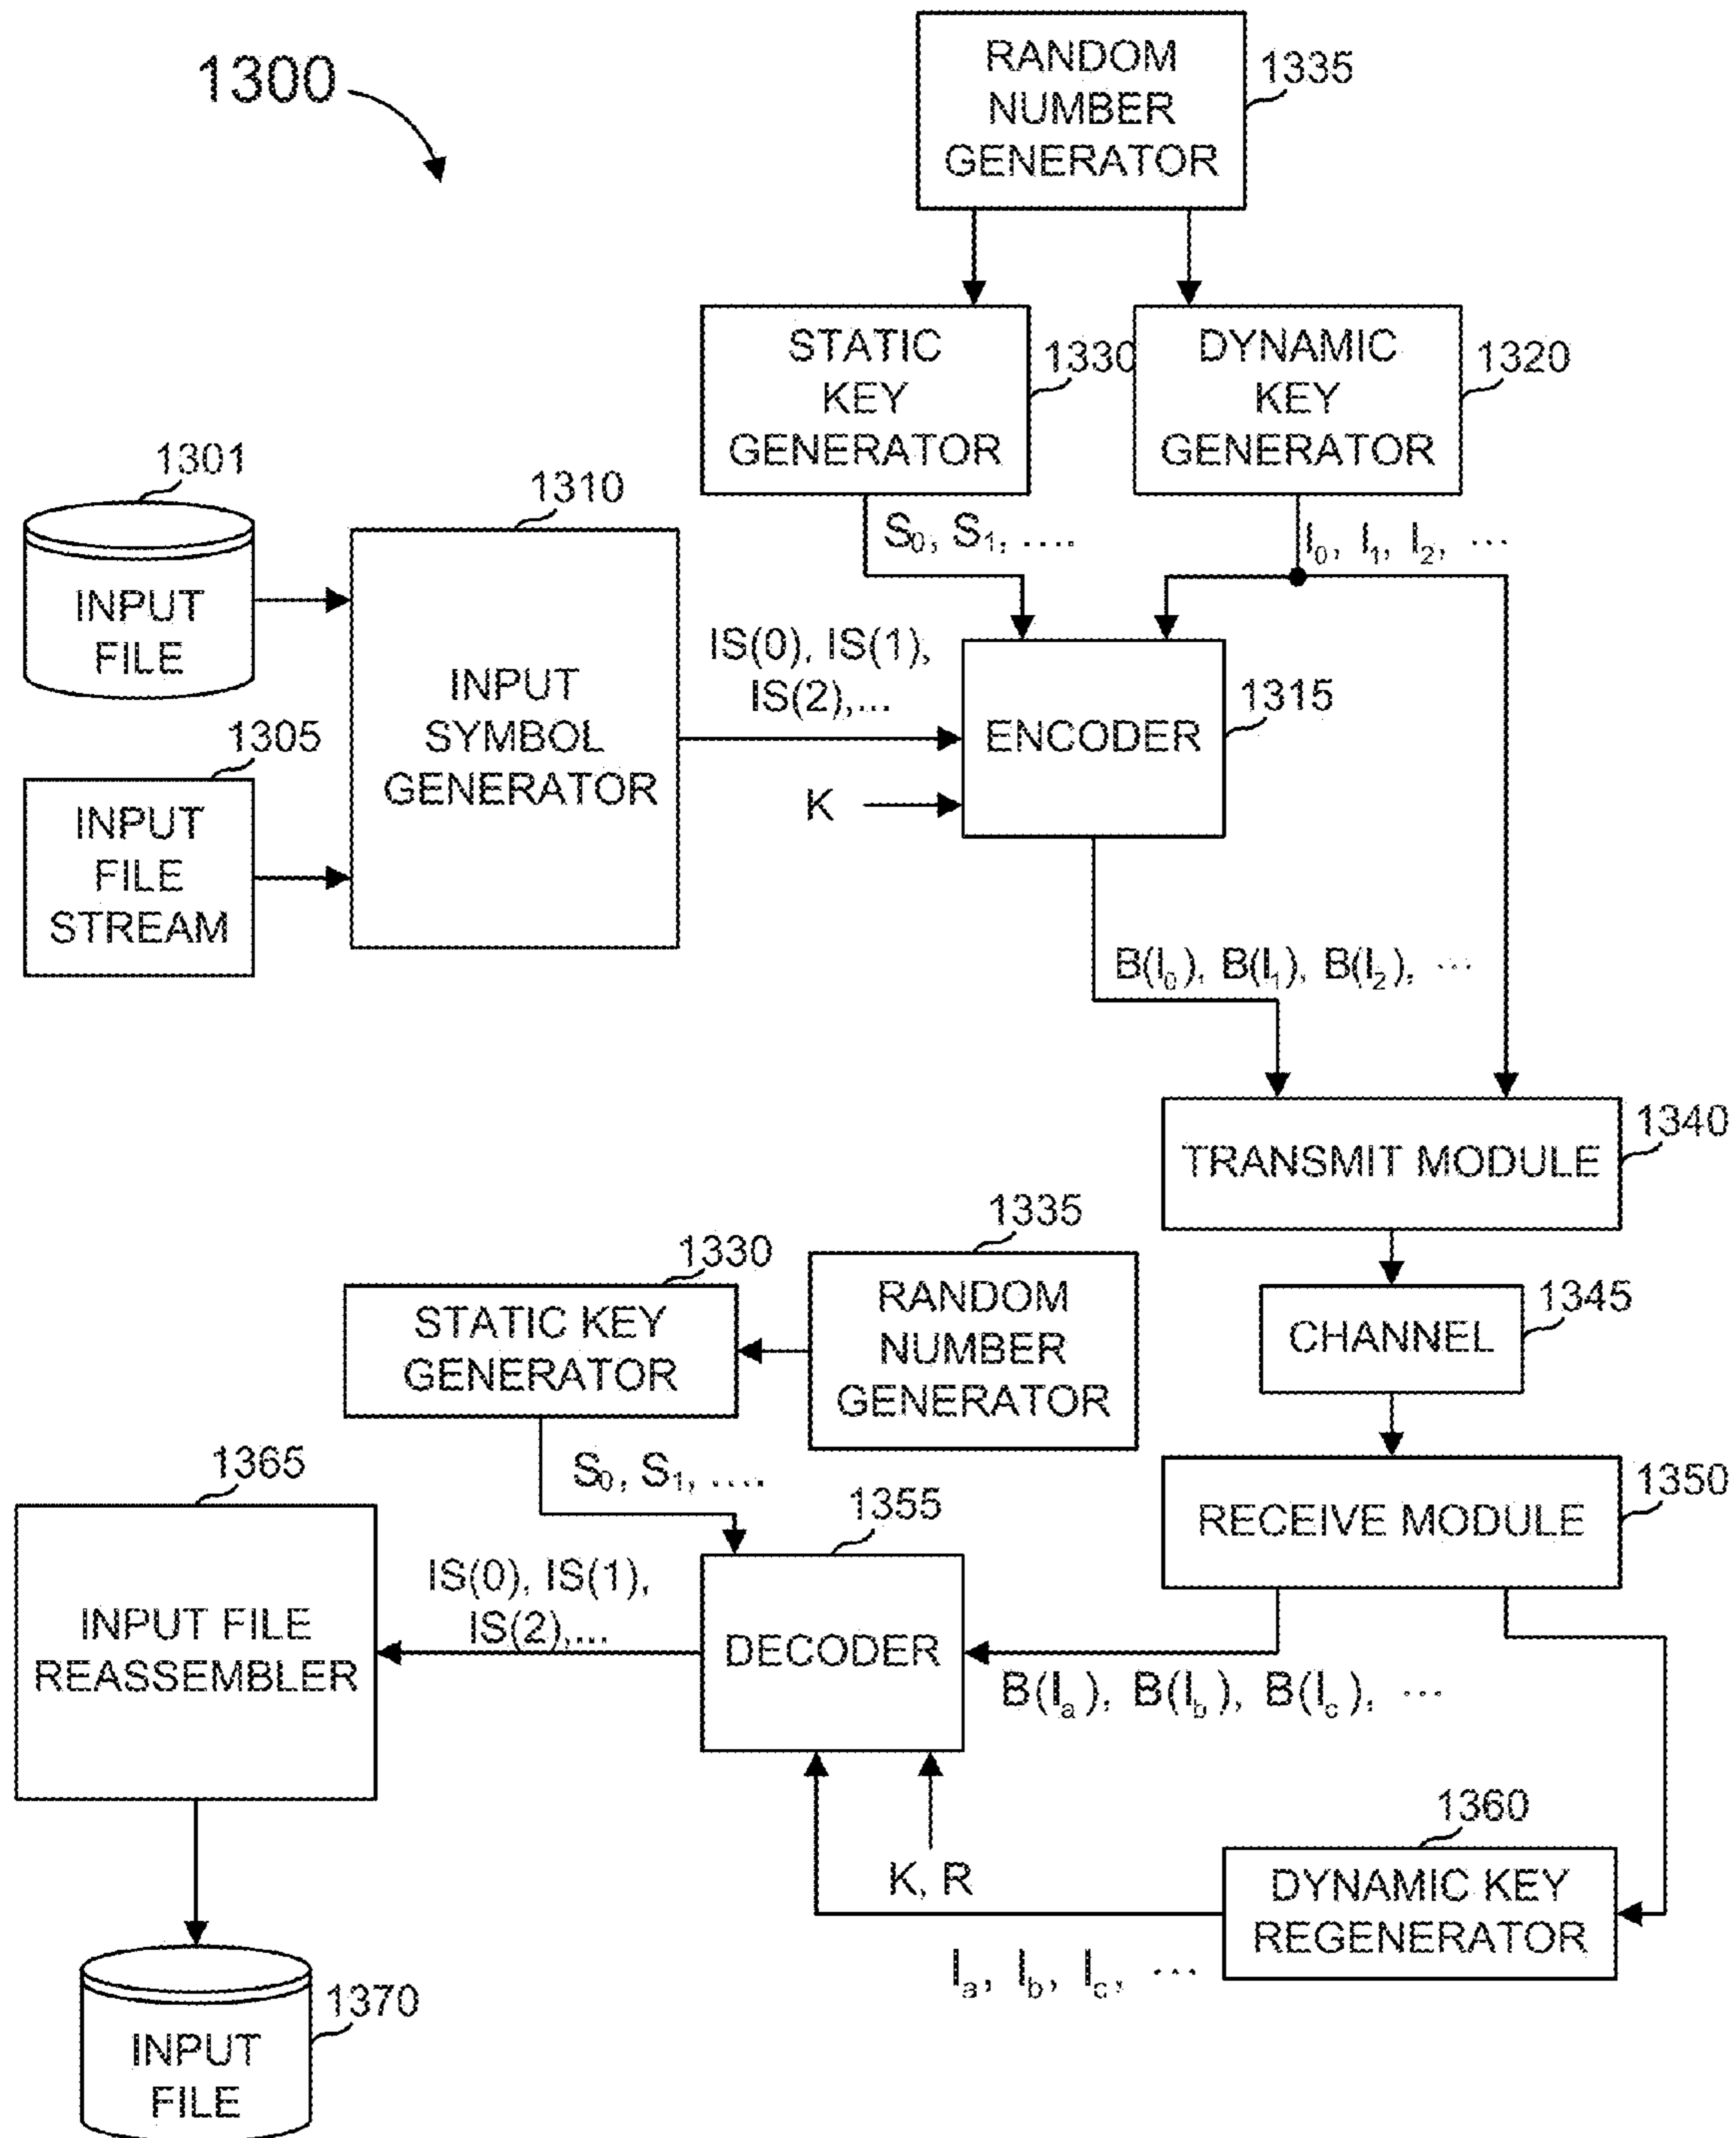 1300
RANDOM
NUMBER
GENERATOR
1335
STATIC
KEY
GENERATOR
1330
DYNAMIC
KEY
GENERATOR
1320
S₀, S₁, ....
I₀, I₁, I₂, ...
1301
INPUT
FILE
1305
INPUT
FILE
STREAM
1310
INPUT
SYMBOL
GENERATOR
IS(0), IS(1),
IS(2),...
K
ENCODER
1315
B(I₀), B(I₁), B(I₂), ...
TRANSMIT MODULE
1340
CHANNEL
1345
RECEIVE MODULE
1350
1335
RANDOM
NUMBER
GENERATOR
1330
STATIC KEY
GENERATOR
S₀, S₁, ....
1355
DECODER
B(Iₐ), B(I_b), B(I_c), ...
K, R
1360
DYNAMIC KEY
REGENERATOR
Iₐ, I_b, I_c, ...
IS(0), IS(1),
IS(2),...
1365
INPUT FILE
REASSEMBLER
1370
INPUT
FILE